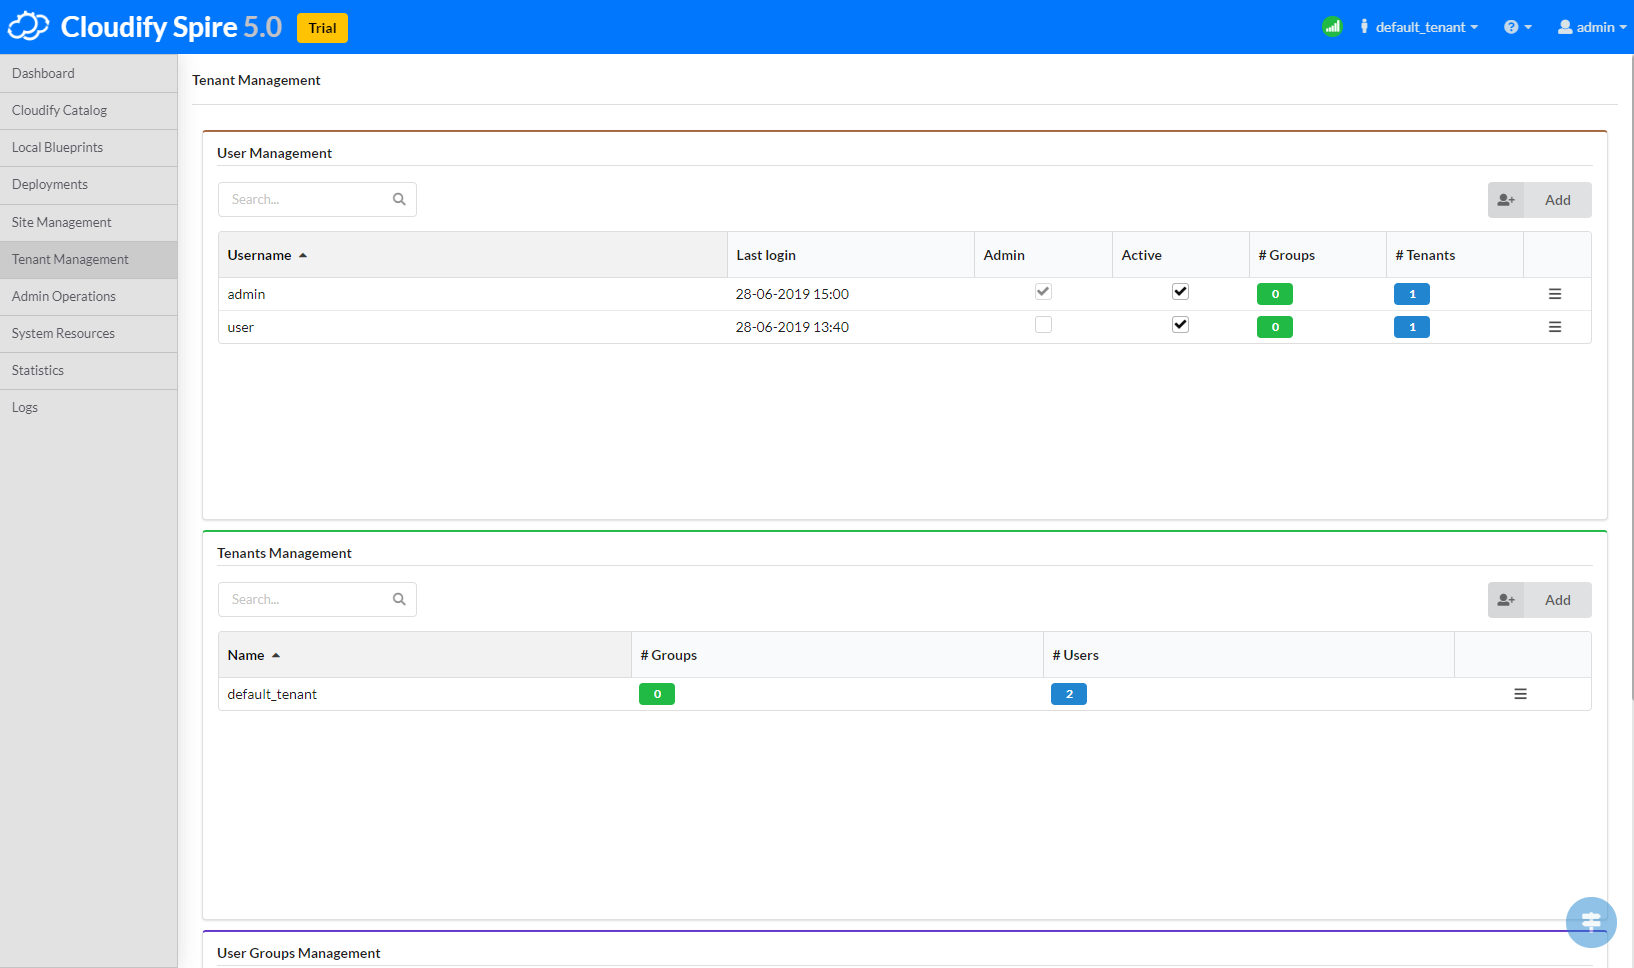 Cloudify Spire 5.0 Trial default_tenant admin
Dashboard
Cloudify Catalog
Local Blueprints
Deployments
Site Management
Tenant Management
Admin Operations
System Resources
Statistics
Logs
Tenant Management
User Management
Search... Add
Username Last login Admin Active # Groups # Tenants
admin 28-06-2019 15:00 0 1
user 28-06-2019 13:40 0 1
Tenants Management
Search... Add
Name # Groups # Users
default_tenant 0 2
User Groups Management